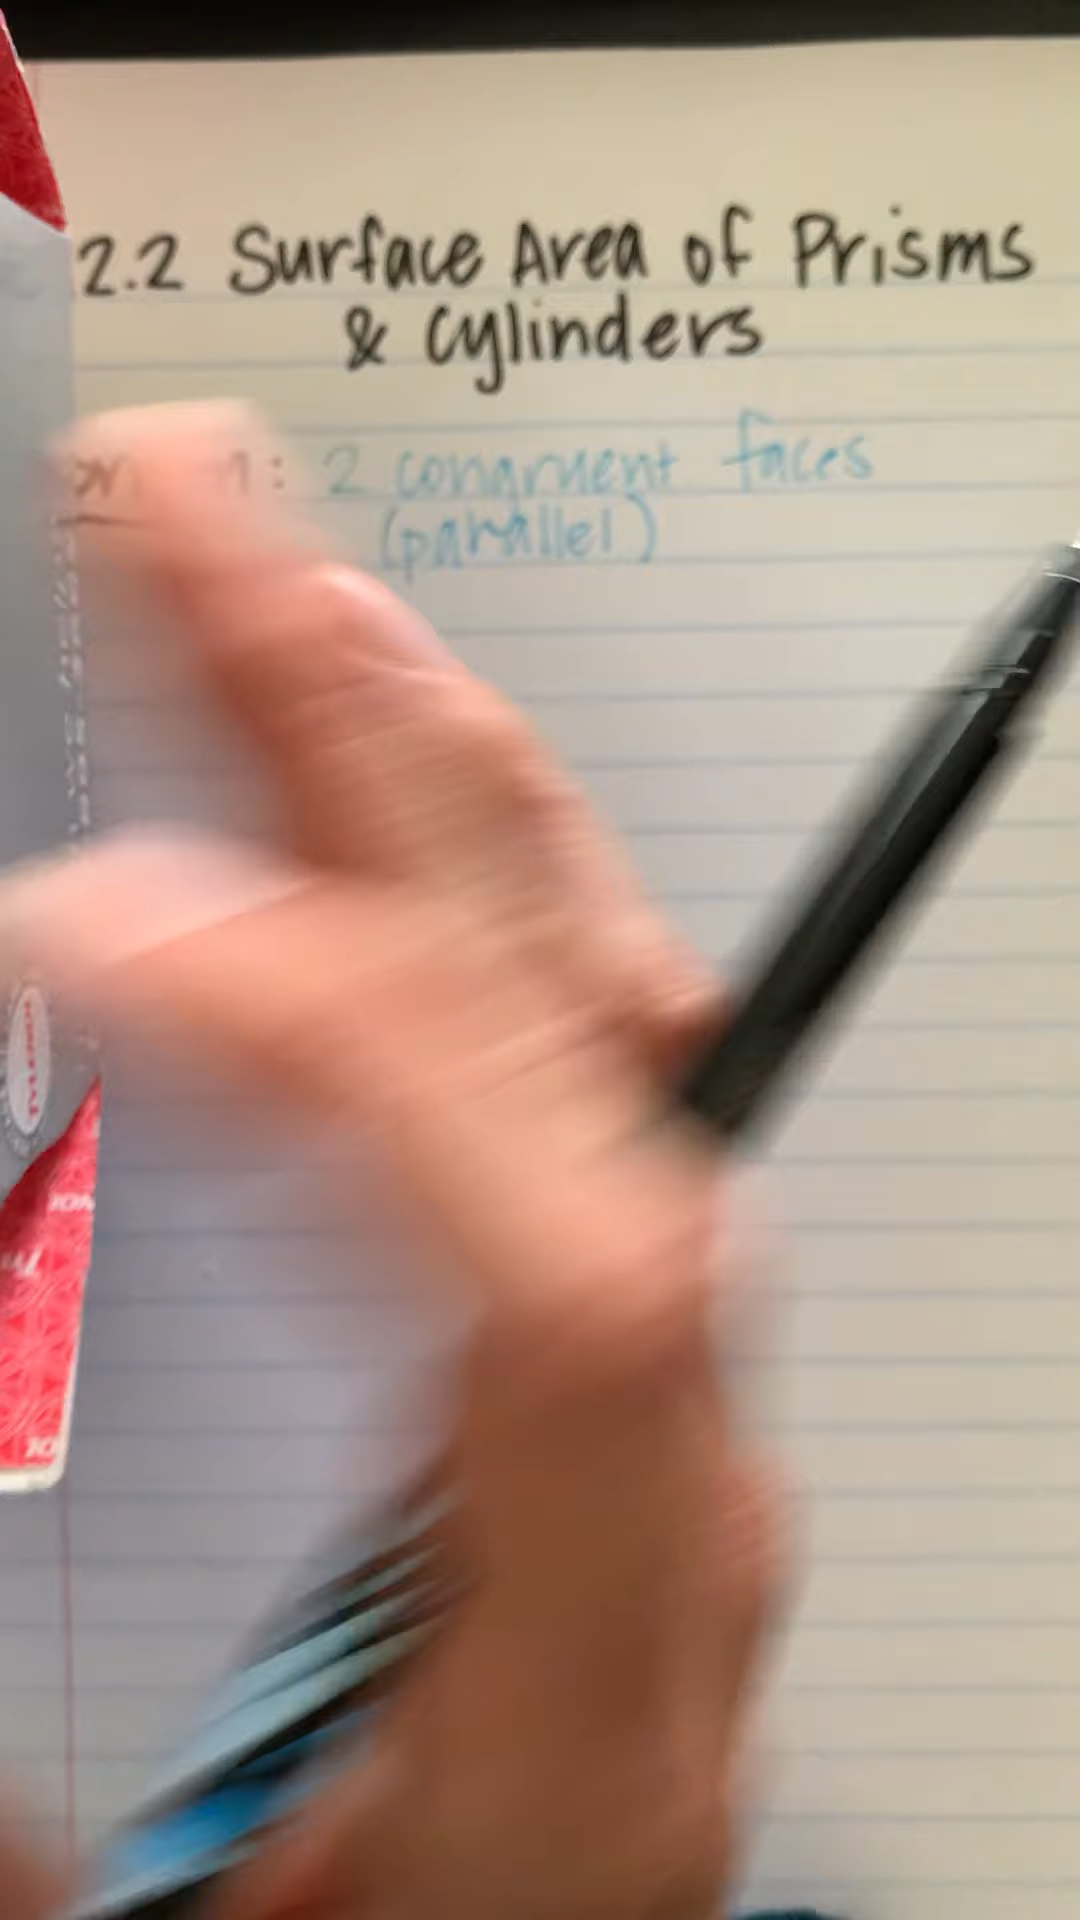 2.2 Surface Area of Prisms
& Cylinders
: 2 congruent faces
(parallel)